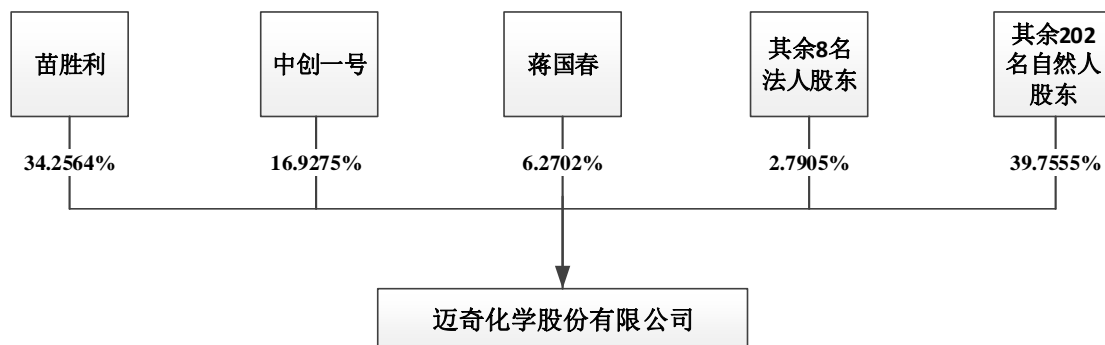 苗胜利
中创一号
蒋国春
其余8名
法人股东
其余202
名自然人
股东
34.2564%
16.9275%
6.2702%
2.7905%
39.7555%
迈奇化学股份有限公司